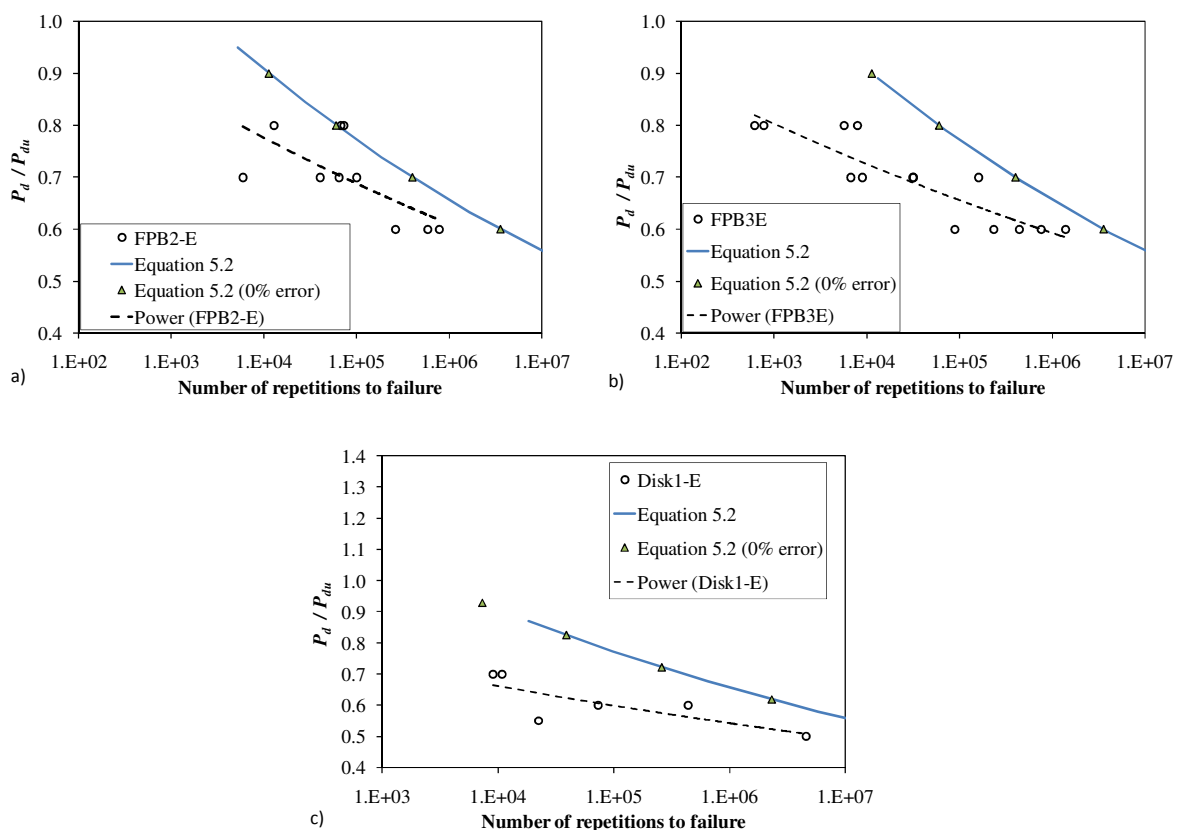 1.0
0.9
0.8
0.7
0.6
0.5
0.4
P_d / P_du
FPB2-E
Equation 5.2
Equation 5.2 (0% error)
Power (FPB2-E)
1.E+02 1.E+03 1.E+04 1.E+05 1.E+06 1.E+07
a)
Number of repetitions to failure
1.0
0.9
0.8
0.7
0.6
0.5
0.4
P_d / P_du
FPB3E
Equation 5.2
Equation 5.2 (0% error)
Power (FPB3E)
1.E+02 1.E+03 1.E+04 1.E+05 1.E+06 1.E+07
b)
Number of repetitions to failure
1.4
1.3
1.2
1.1
1.0
0.9
0.8
0.7
0.6
0.5
0.4
P_d / P_du
Disk1-E
Equation 5.2
Equation 5.2 (0% error)
Power (Disk1-E)
1.E+03 1.E+04 1.E+05 1.E+06 1.E+07
c)
Number of repetitions to failure